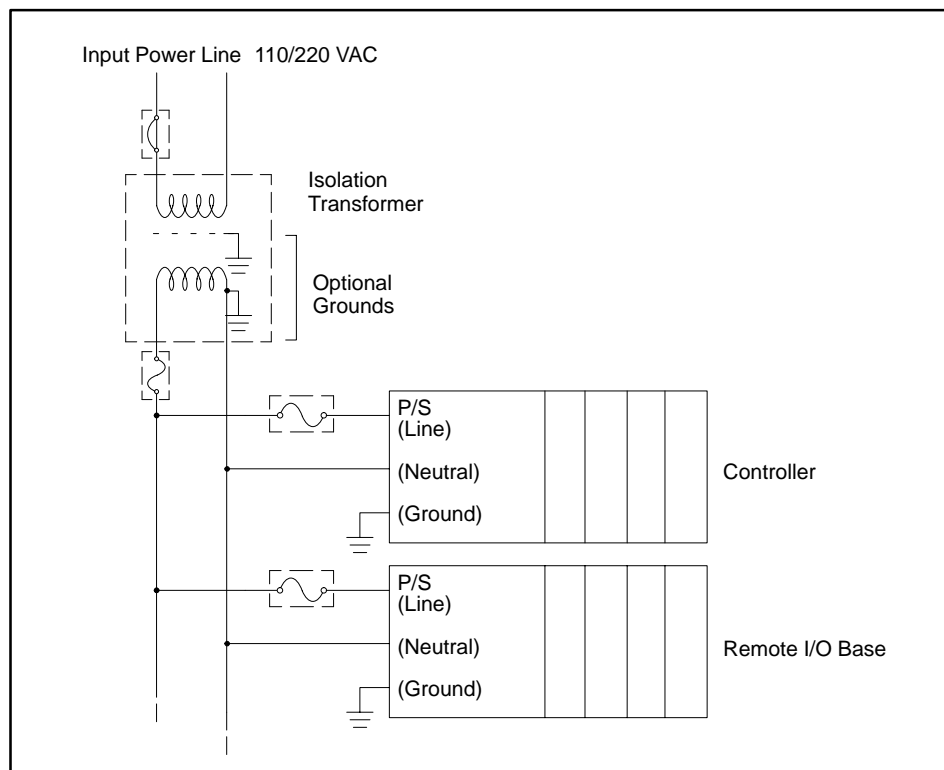 Input Power Line 110/220 VAC
Isolation
Transformer
Optional
Grounds
P/S
(Line)
(Neutral)
(Ground)
Controller
P/S
(Line)
(Neutral)
(Ground)
Remote I/O Base